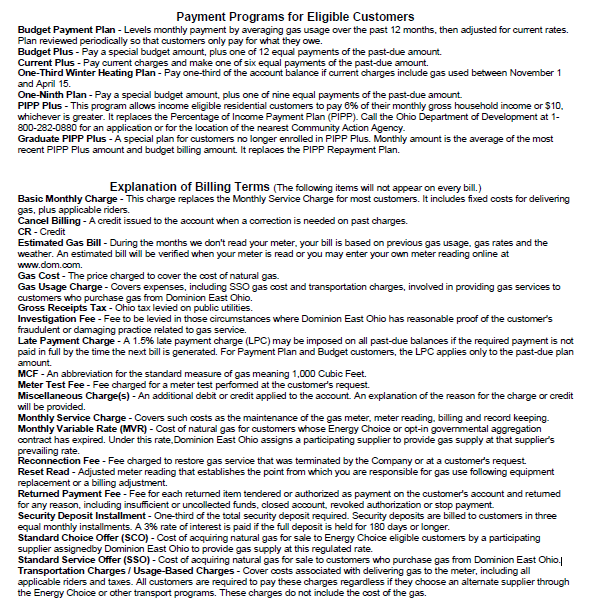 Payment Programs for Eligible Customers
Budget Payment Plan - Levels monthly payment by averaging gas usage over the past 12 months, then adjusted for current rates.
Plan reviewed periodically so that customers only pay for what they owe.
Budget Plus - Pay a special budget amount, plus one of 12 equal payments of the past-due amount.
Current Plus - Pay current charges and make one of six equal payments of the past-due amount.
One-Third Winter Heating Plan - Pay one-third of the account balance if current charges include gas used between November 1
and April 15.
One-Ninth Plan - Pay a special budget amount, plus one of nine equal payments of the past-due amount.
PIPP Plus - This program allows income eligible residential customers to pay 6% of their monthly gross household income or $10,
whichever is greater. It replaces the Percentage of Income Payment Plan (PIPP). Call the Ohio Department of Development at 1-
800-282-0880 for an application or for the location of the nearest Community Action Agency.
Graduate PIPP Plus - A special plan for customers no longer enrolled in PIPP Plus. Monthly amount is the average of the most
recent PIPP Plus amount and budget billing amount. It replaces the PIPP Repayment Plan.
Explanation of Billing Terms (The following items will not appear on every bill.)
Basic Monthly Charge - This charge replaces the Monthly Service Charge for most customers. It includes fixed costs for delivering
gas, plus applicable riders.
Cancel Billing - A credit issued to the account when a correction is needed on past charges.
CR - Credit
Estimated Gas Bill - During the months we don't read your meter, your bill is based on previous gas usage, gas rates and the
weather. An estimated bill will be verified when your meter is read or you may enter your own meter reading online at
www.dom.com.
Gas Cost - The price charged to cover the cost of natural gas.
Gas Usage Charge - Covers expenses, including SSO gas cost and transportation charges, involved in providing gas services to
customers who purchase gas from Dominion East Ohio.
Gross Receipts Tax - Ohio tax levied on public utilities.
Investigation Fee - Fee to be levied in those circumstances where Dominion East Ohio has reasonable proof of the customer's
fraudulent or damaging practice related to gas service.
Late Payment Charge - A 1.5% late payment charge (LPC) may be imposed on all past-due balances if the required payment is not
paid in full by the time the next bill is generated. For Payment Plan and Budget customers, the LPC applies only to the past-due plan
amount.
MCF - An abbreviation for the standard measure of gas meaning 1,000 Cubic Feet.
Meter Test Fee - Fee charged for a meter test performed at the customer's request.
Miscellaneous Charge(s) - An additional debit or credit applied to the account. An explanation of the reason for the charge or credit
will be provided.
Monthly Service Charge - Covers such costs as the maintenance of the gas meter, meter reading, billing and record keeping.
Monthly Variable Rate (MVR) - Cost of natural gas for customers whose Energy Choice or opt-in governmental aggregation
contract has expired. Under this rate,Dominion East Ohio assigns a participating supplier to provide gas supply at that supplier's
prevailing rate.
Reconnection Fee - Fee charged to restore gas service that was terminated by the Company or at a customer's request.
Reset Read - Adjusted meter reading that establishes the point from which you are responsible for gas use following equipment
replacement or a billing adjustment.
Returned Payment Fee - Fee for each returned item tendered or authorized as payment on the customer's account and returned
for any reason, including insufficient or uncollected funds, closed account, revoked authorization or stop payment.
Security Deposit Installment - One-third of the total security deposit required. Security deposits are billed to customers in three
equal monthly installments. A 3% rate of interest is paid if the full deposit is held for 180 days or longer.
Standard Choice Offer (SCO) - Cost of acquiring natural gas for sale to Energy Choice eligible customers by a participating
supplier assignedby Dominion East Ohio to provide gas supply at this regulated rate.
Standard Service Offer (SSO) - Cost of acquiring natural gas for sale to customers who purchase gas from Dominion East Ohio.
Transportation Charges / Usage-Based Charges - Cover costs associated with delivering gas to the meter, including all
applicable riders and taxes. All customers are required to pay these charges regardless if they choose an alternate supplier through
the Energy Choice or other transport programs. These charges do not include the cost of the gas.